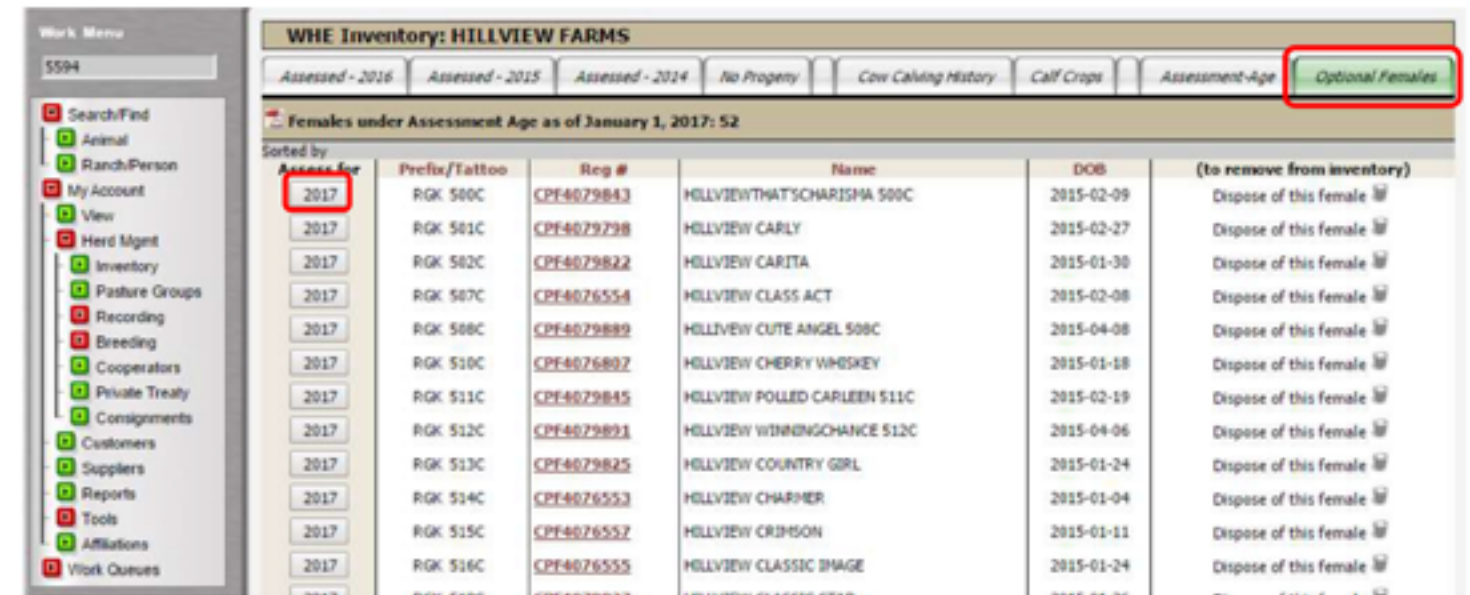 Work Menu
5594
Search/Find
Animal
Ranch/Person
My Account
View
Herd Mgmt
Inventory
Pasture Groups
Recording
Breeding
Cooperators
Private Treaty
Consignments
Customers
Suppliers
Reports
Tools
Affiliations
Work Queues
WHE Inventory: HILLVIEW FARMS
Assessed - 2016 Assessed - 2015 Assessed - 2014 No Progeny Cow Calving History Calf Crops Assessment-Age Optional Females
Females under Assessment Age as of January 1, 2017: 52
Sorted by
Assess for Prefix/Tattoo Reg # Name DOB (to remove from inventory)
2017 RGK 500C CPF4079843 HILLVIEWTHAT'SCHARISMA 500C 2015-02-09 Dispose of this female
2017 RGK 501C CPF4079798 HILLVIEW CARLY 2015-02-27 Dispose of this female
2017 RGK 502C CPF4079822 HILLVIEW CARITA 2015-01-30 Dispose of this female
2017 RGK 507C CPF4076554 HILLVIEW CLASS ACT 2015-02-08 Dispose of this female
2017 RGK 508C CPF4079889 HILLIVEW CUTE ANGEL 508C 2015-04-08 Dispose of this female
2017 RGK 510C CPF4076807 HILLVIEW CHERRY WHISKEY 2015-01-18 Dispose of this female
2017 RGK 511C CPF4079845 HILLVIEW POLLED CARLEEN 511C 2015-02-19 Dispose of this female
2017 RGK 512C CPF4079891 HILLVIEW WINNINGCHANCE 512C 2015-04-06 Dispose of this female
2017 RGK 513C CPF4079825 HILLVIEW COUNTRY GIRL 2015-01-24 Dispose of this female
2017 RGK 514C CPF4076553 HILLVIEW CHARMER 2015-01-04 Dispose of this female
2017 RGK 515C CPF4076557 HILLVIEW CRIMSON 2015-01-11 Dispose of this female
2017 RGK 516C CPF4076555 HILLVIEW CLASSIC IMAGE 2015-01-24 Dispose of this female